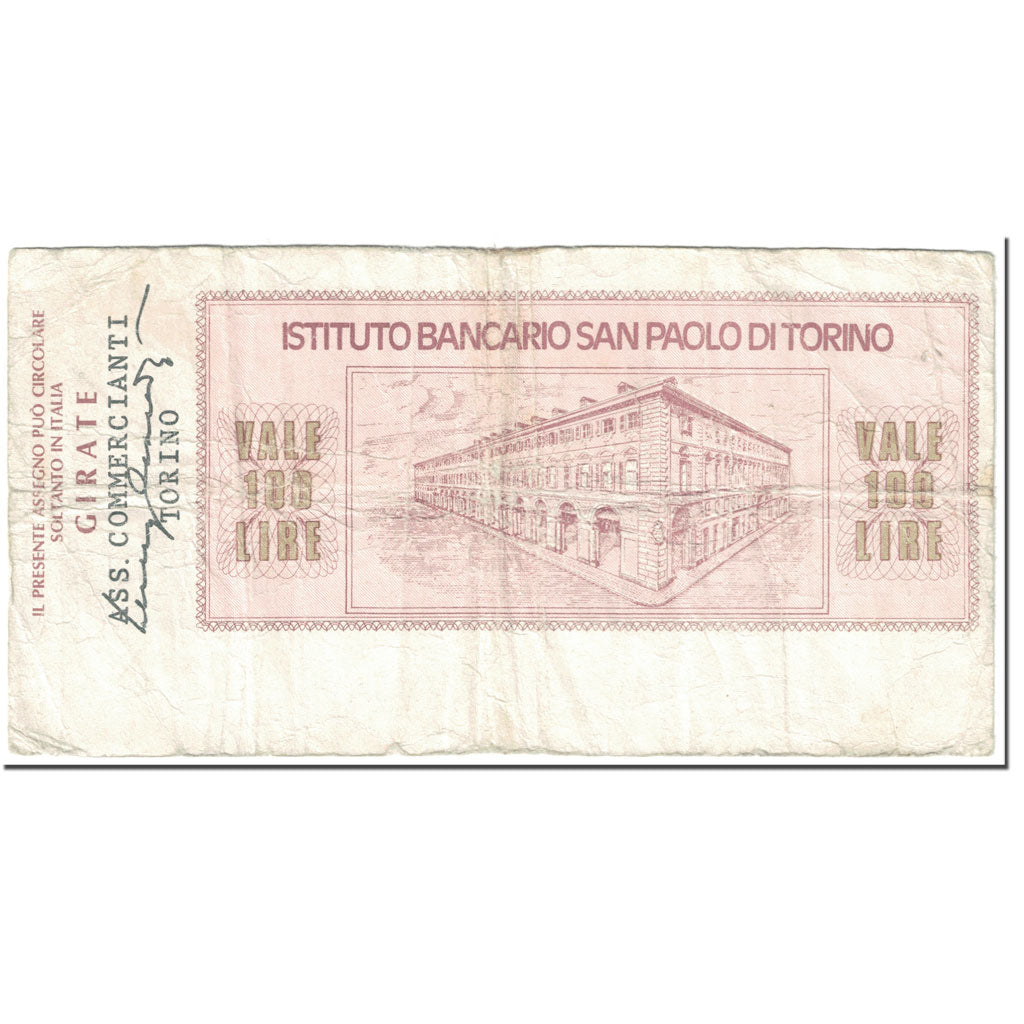 IL PRESENTE ASSEGNO PUÒ CIRCOLARE
SOLTANTO IN ITALIA
GIRATE
ASS. COMMERCIANTI
TORINO
ISTITUTO BANCARIO SAN PAOLO DI TORINO
VALE
100
LIRE
VALE
100
LIRE